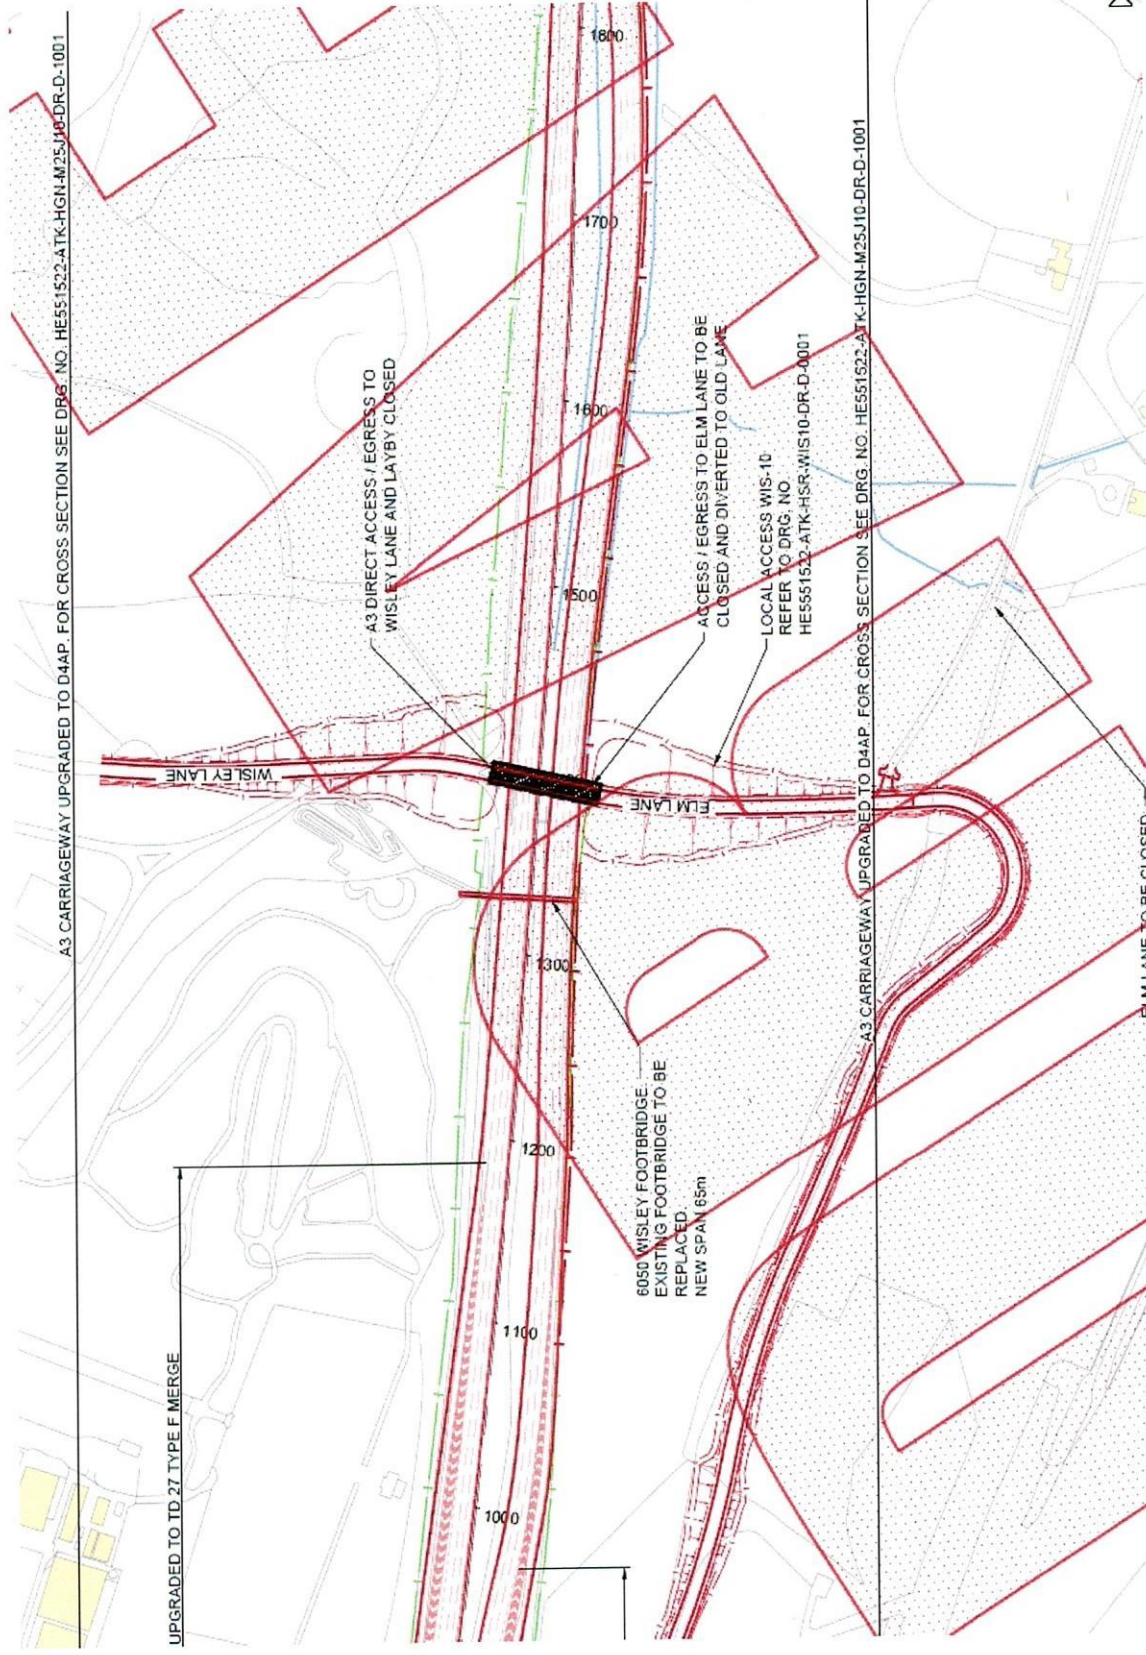 A3 CARRIAGEWAY UPGRADED TO D4AP. FOR CROSS SECTION SEE DRG. NO. HE551522-ATK-HGN-M25J10-DR-D-1001
UPGRADED TO TD 27 TYPE F MERGE
WISLEY LANE
A3 DIRECT ACCESS / EGRESS TO
WISLEY LANE AND LAYBY CLOSED
1000
1100
1200
1300
1500
1600
1700
1800
6050 WISLEY FOOTBRIDGE.
EXISTING FOOTBRIDGE TO BE
REPLACED.
NEW SPAN 65m
ELM LANE
ACCESS / EGRESS TO ELM LANE TO BE
CLOSED AND DIVERTED TO OLD LANE
LOCAL ACCESS WIS-10
REFER TO DRG. NO.
HE551522-ATK-HSR-WIS10-DR-D-0001
A3 CARRIAGEWAY UPGRADED TO D4AP. FOR CROSS SECTION SEE DRG. NO. HE551522-ATK-HGN-M25J10-DR-D-1001
ELM LANE TO BE CLOSED